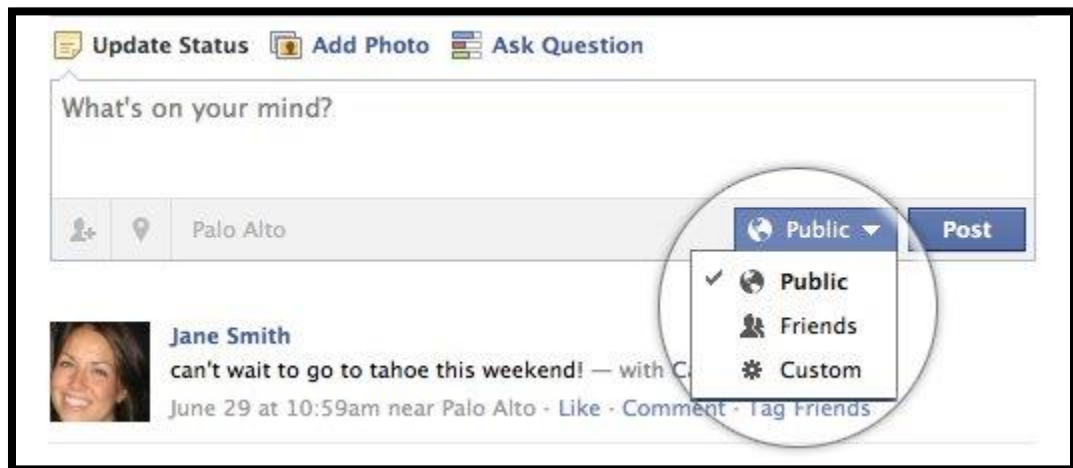 Update Status Add Photo Ask Question
What's on your mind?
Palo Alto Public Post
Public
Friends
Custom
Jane Smith
can't wait to go to tahoe this weekend! — with
June 29 at 10:59am near Palo Alto · Like · Comment · Tag Friends